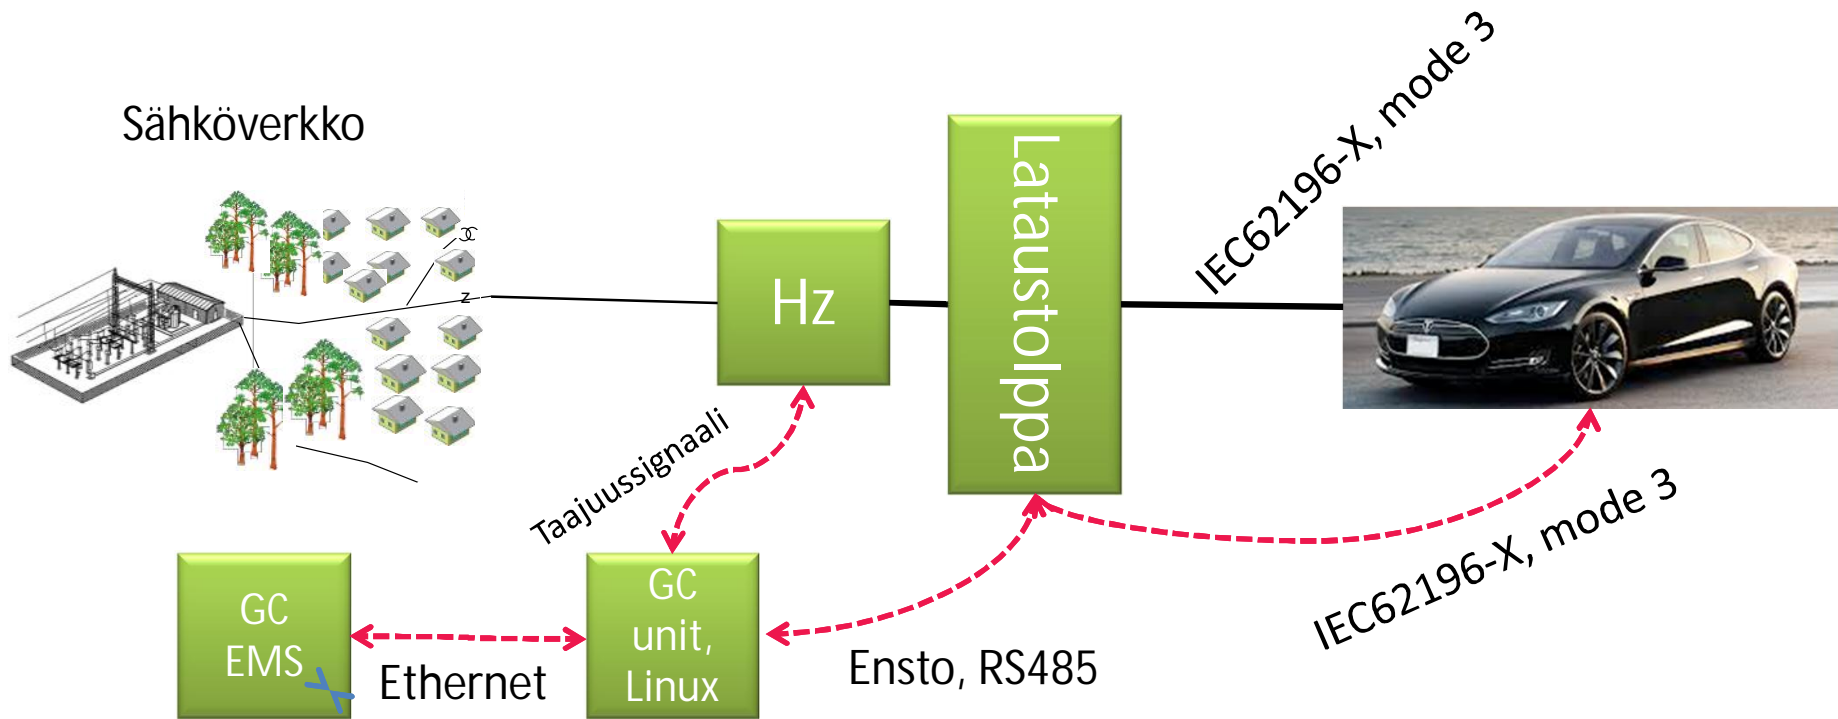 Sähköverkko
IEC62196-X, mode 3
Lataustolppa
Hz
z
Taajuussignaali
IEC62196-X, mode 3
GC
EMS
Ethernet
GC
unit,
Linux
Ensto, RS485